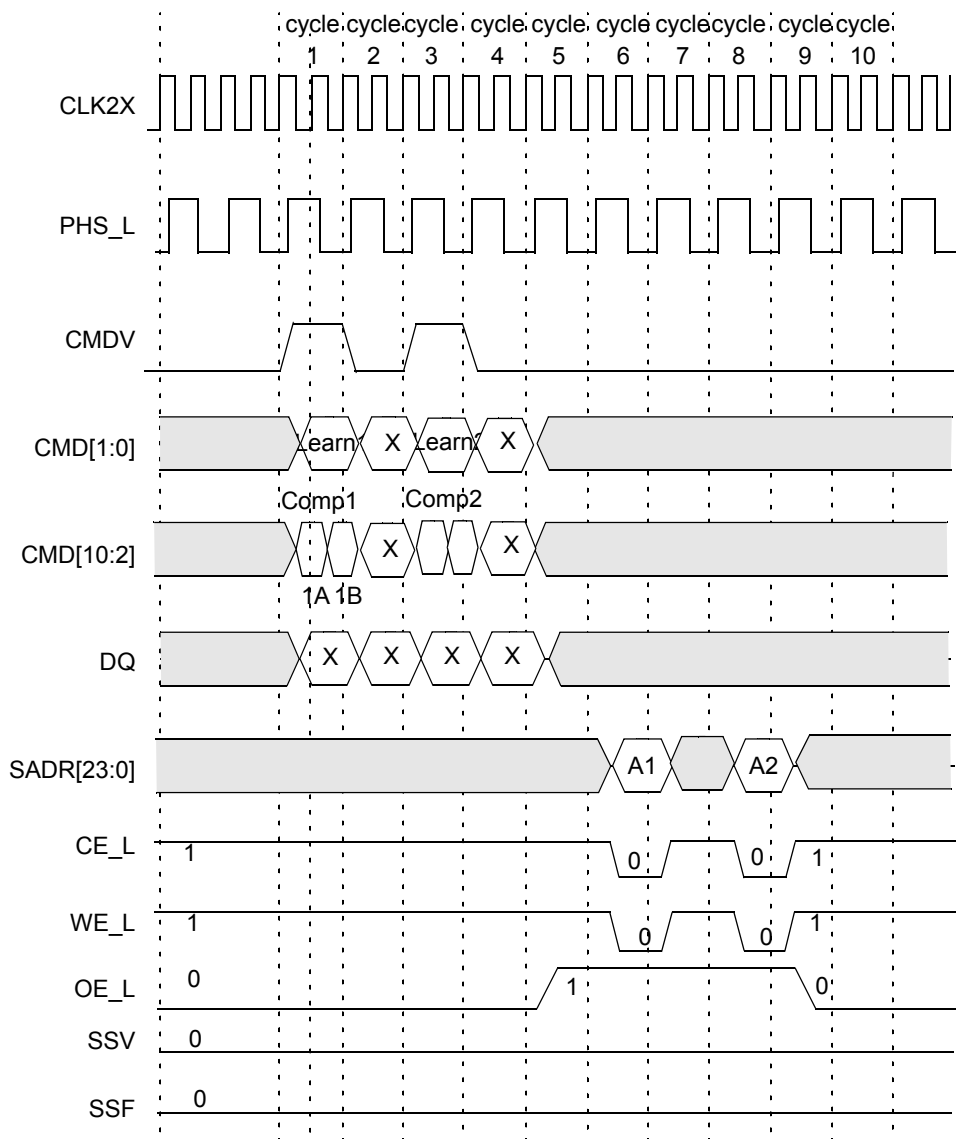 cycle cycle cycle cycle cycle cycle cycle cycle cycle cycle
1 2 3 4 5 6 7 8 9 10
CLK2X
PHS_L
CMDV
CMD[1:0] Learn1 X Learn2 X
Comp1 Comp2
CMD[10:2] X X
1A 1B
DQ X X X X
SADR[23:0] A1 A2
CE_L 1 0 0 1
WE_L 1 0 0 1
OE_L 0 1 0
SSV 0
SSF 0